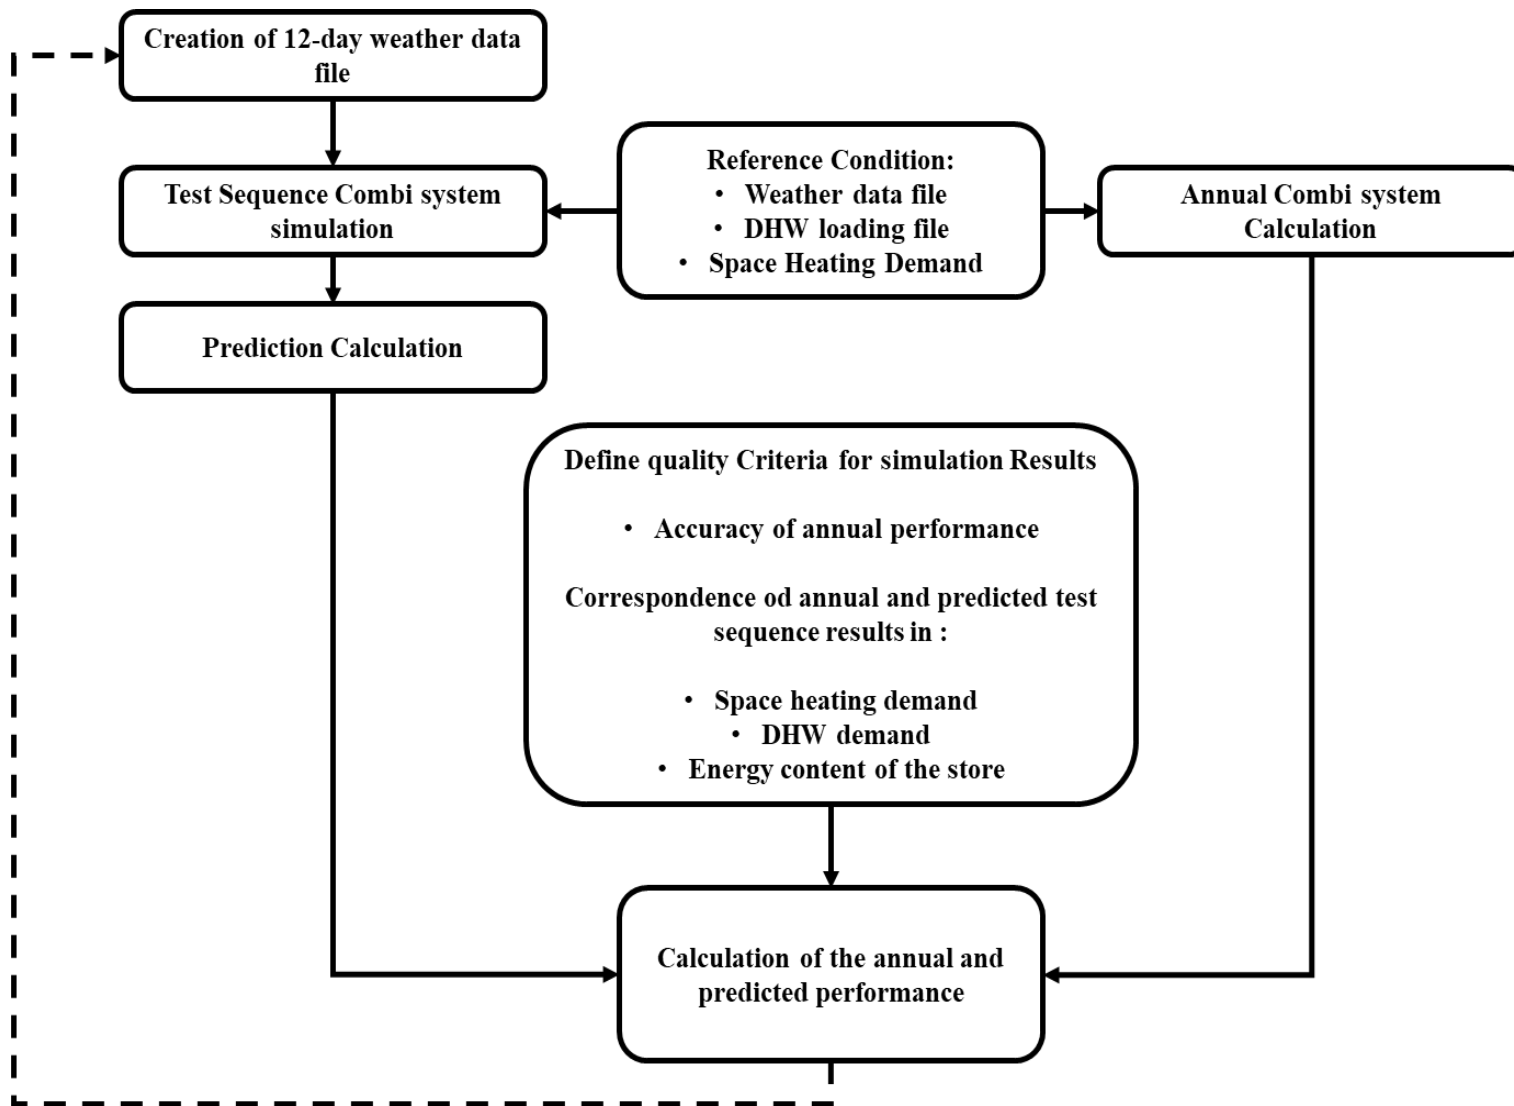 Creation of 12-day weather data
file
Test Sequence Combi system
simulation
Prediction Calculation
Reference Condition:
• Weather data file
• DHW loading file
• Space Heating Demand
Annual Combi system
Calculation
Define quality Criteria for simulation Results
• Accuracy of annual performance
Correspondence od annual and predicted test
sequence results in :
• Space heating demand
• DHW demand
• Energy content of the store
Calculation of the annual and
predicted performance